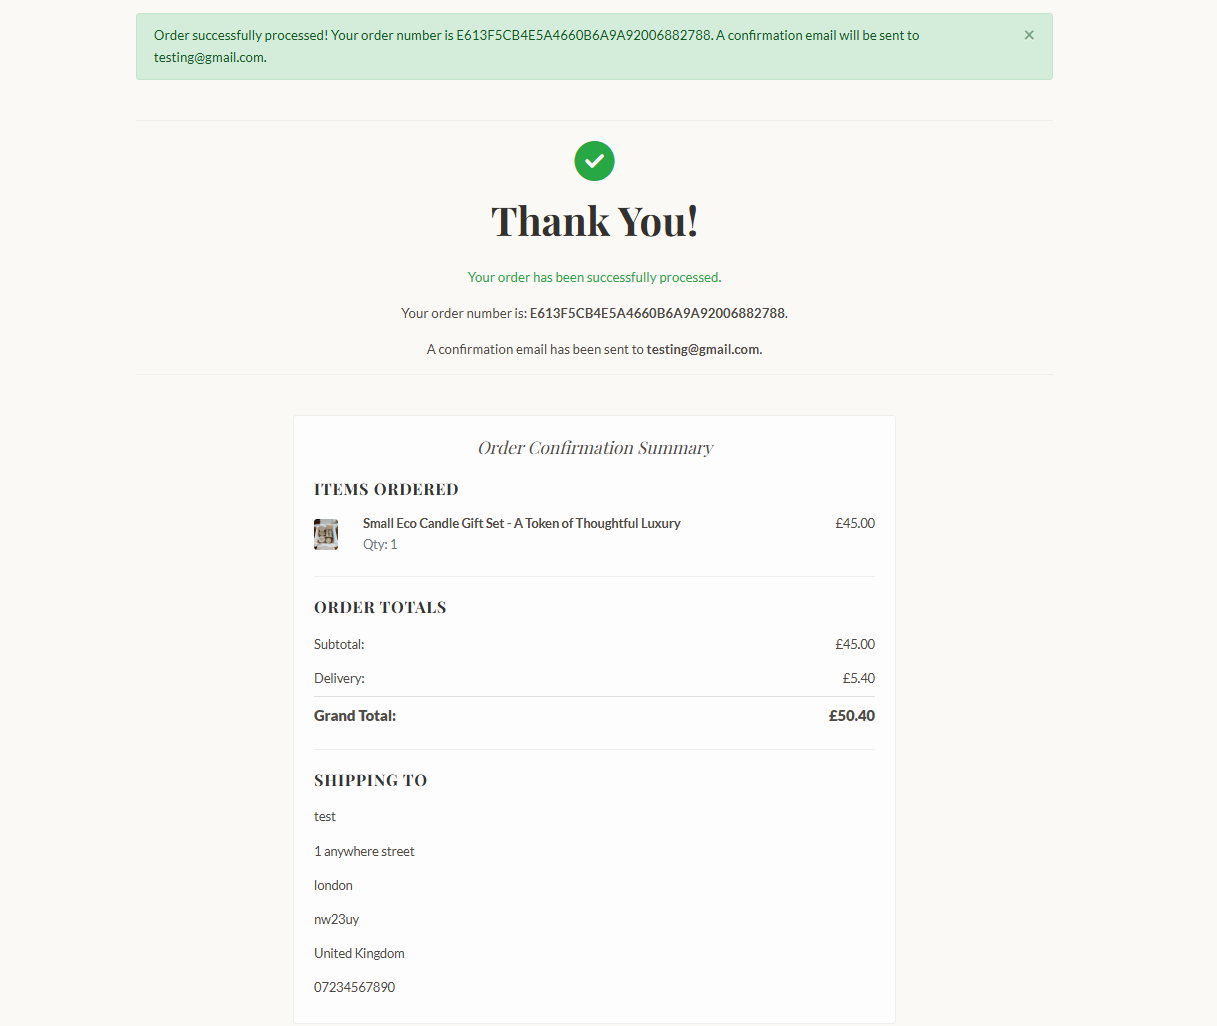 Order successfully processed! Your order number is E613F5CB4E5A4660B6A9A92006882788. A confirmation email will be sent to
testing@gmail.com.
×
Thank You!
Your order has been successfully processed.
Your order number is: E613F5CB4E5A4660B6A9A92006882788.
A confirmation email has been sent to testing@gmail.com.
Order Confirmation Summary
ITEMS ORDERED
Small Eco Candle Gift Set - A Token of Thoughtful Luxury £45.00
Qty: 1
ORDER TOTALS
Subtotal: £45.00
Delivery: £5.40
Grand Total: £50.40
SHIPPING TO
test
1 anywhere street
london
nw23uy
United Kingdom
07234567890